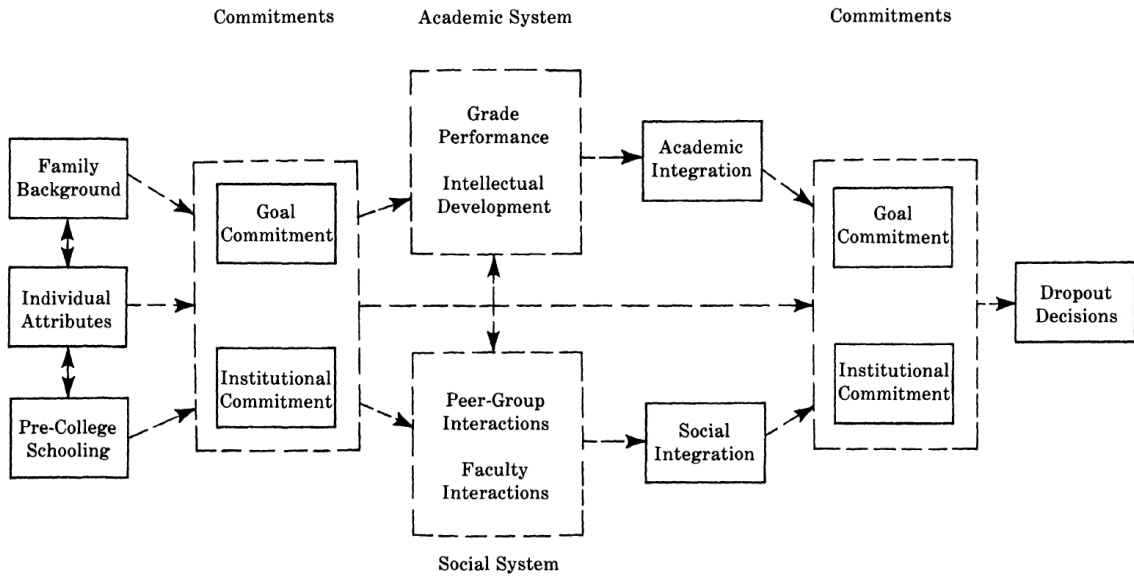 Commitments
Academic System
Commitments
Family
Background
Individual
Attributes
Pre-College
Schooling
Goal
Commitment
Institutional
Commitment
Grade
Performance
Intellectual
Development
Peer-Group
Interactions
Faculty
Interactions
Social System
Academic
Integration
Social
Integration
Goal
Commitment
Institutional
Commitment
Dropout
Decisions